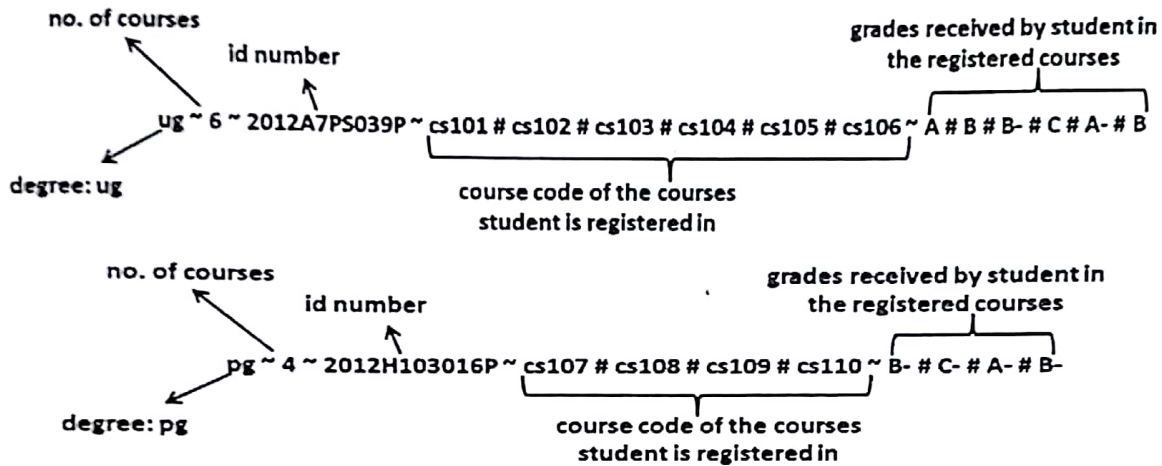 no. of courses
grades received by student in
the registered courses
id number
ug ~ 6 ~ 2012A7PS039P ~ cs101 # cs102 # cs103 # cs104 # cs105 # cs106 ~ A # B # B- # C # A- # B
degree: ug
course code of the courses
student is registered in
no. of courses
grades received by student in
the registered courses
id number
pg ~ 4 ~ 2012H103016P ~ cs107 # cs108 # cs109 # cs110 ~ B- # C- # A- # B-
degree: pg
course code of the courses
student is registered in